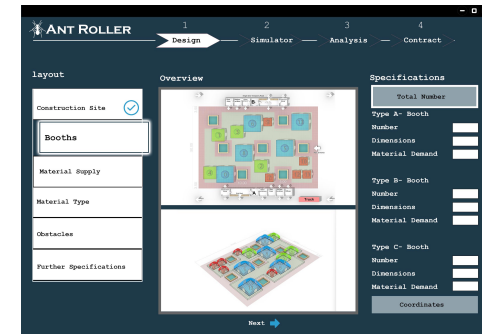 ANT ROLLER
1
2
3
4
Design
Simulator
Analysis
Contract
layout
Construction Site
Booths
Material Supply
Material Type
Obstacles
Further Specifications
Overview
B
A
Truck
Specifications
Total Number
Type A- Booth
Number
Dimensions
Material Demand
Type B- Booth
Number
Dimensions
Material Demand
Type C- Booth
Number
Dimensions
Material Demand
Coordinates
Next